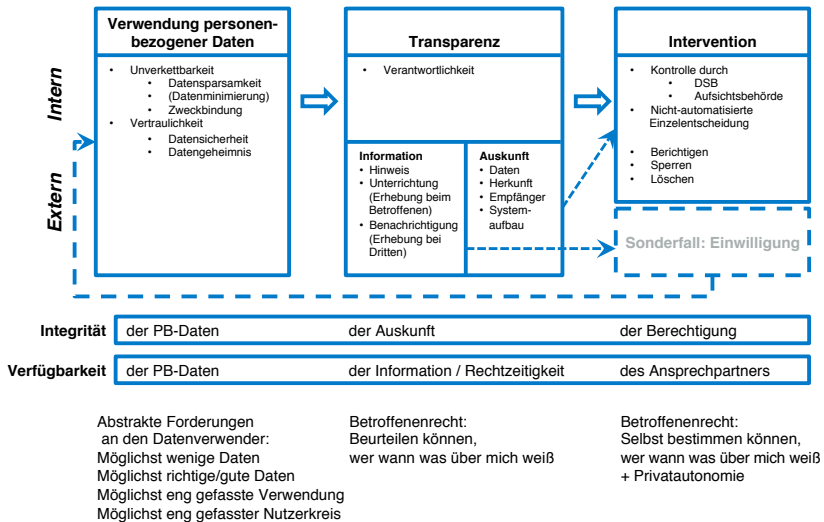 Verwendung personen-
bezogener Daten
Transparenz
Intervention
Intern
Extern
• Unverkettbarkeit
• Datensparsamkeit
• (Datenminimierung)
• Zweckbindung
• Vertraulichkeit
• Datensicherheit
• Datengeheimnis
• Verantwortlichkeit
Information
• Hinweis
• Unterrichtung
(Erhebung beim
Betroffenen)
• Benachrichtigung
(Erhebung bei
Dritten)
Auskunft
• Daten
• Herkunft
• Empfänger
• System-
aufbau
• Kontrolle durch
• DSB
• Aufsichtsbehörde
• Nicht-automatisierte
Einzelentscheidung
• Berichtigen
• Sperren
• Löschen
Sonderfall: Einwilligung
Integrität der PB-Daten der Auskunft der Berechtigung
Verfügbarkeit der PB-Daten der Information / Rechtzeitigkeit des Ansprechpartners
Abstrakte Forderungen
an den Datenverwender:
Möglichst wenige Daten
Möglichst richtige/gute Daten
Möglichst eng gefasste Verwendung
Möglichst eng gefasster Nutzerkreis
Betroffenenrecht:
Beurteilen können,
wer wann was über mich weiß
Betroffenenrecht:
Selbst bestimmen können,
wer wann was über mich weiß
+ Privatautonomie